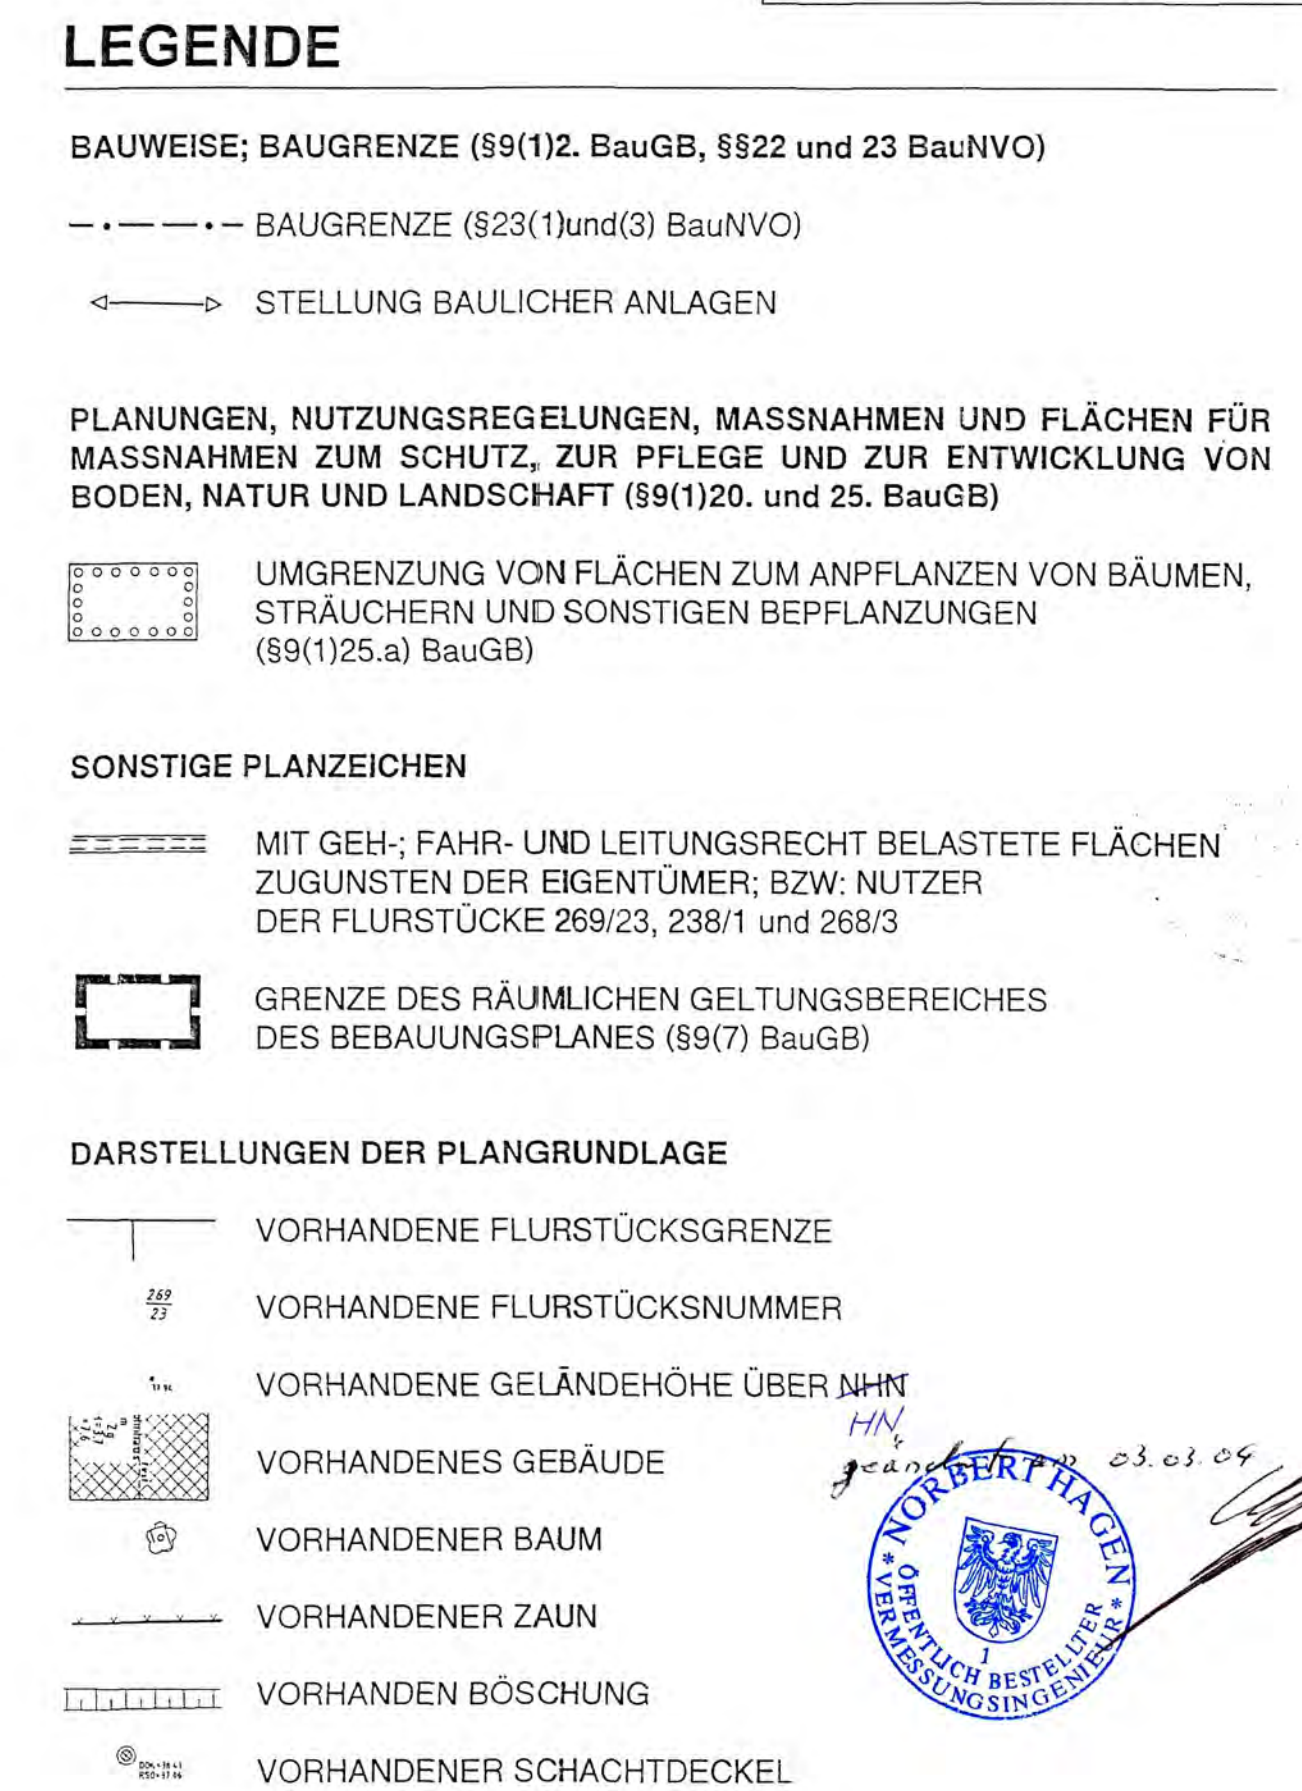 LEGENDE
BAUWEISE; BAUGRENZE (§9(1)2. BauGB, §§22 und 23 BauNVO)
BAUGRENZE (§23(1)und(3) BauNVO)
STELLUNG BAULICHER ANLAGEN
PLANUNGEN, NUTZUNGSREGELUNGEN, MASSNAHMEN UND FLÄCHEN FÜR
MASSNAHMEN ZUM SCHUTZ, ZUR PFLEGE UND ZUR ENTWICKLUNG VON
BODEN, NATUR UND LANDSCHAFT (§9(1)20. und 25. BauGB)
UMGRENZUNG VON FLÄCHEN ZUM ANPFLANZEN VON BÄUMEN,
STRÄUCHERN UND SONSTIGEN BEPFLANZUNGEN
(§9(1)25.a) BauGB)
SONSTIGE PLANZEICHEN
MIT GEH-; FAHR- UND LEITUNGSRECHT BELASTETE FLÄCHEN
ZUGUNSTEN DER EIGENTÜMER; BZW: NUTZER
DER FLURSTÜCKE 269/23, 238/1 und 268/3
GRENZE DES RÄUMLICHEN GELTUNGSBEREICHES
DES BEBAUUNGSPLANES (§9(7) BauGB)
DARSTELLUNGEN DER PLANGRUNDLAGE
VORHANDENE FLURSTÜCKSGRENZE
269
23
VORHANDENE FLURSTÜCKSNUMMER
VORHANDENE GELÄNDEHÖHE ÜBER NHN
HN
geändert am 03.03.04
VORHANDENES GEBÄUDE
VORHANDENER BAUM
VORHANDENER ZAUN
VORHANDEN BÖSCHUNG
VORHANDENER SCHACHTDECKEL
NORBERT HAGEN
ÖFFENTLICH BESTELLTER
* VERMESSUNGSINGENIEUR *
1